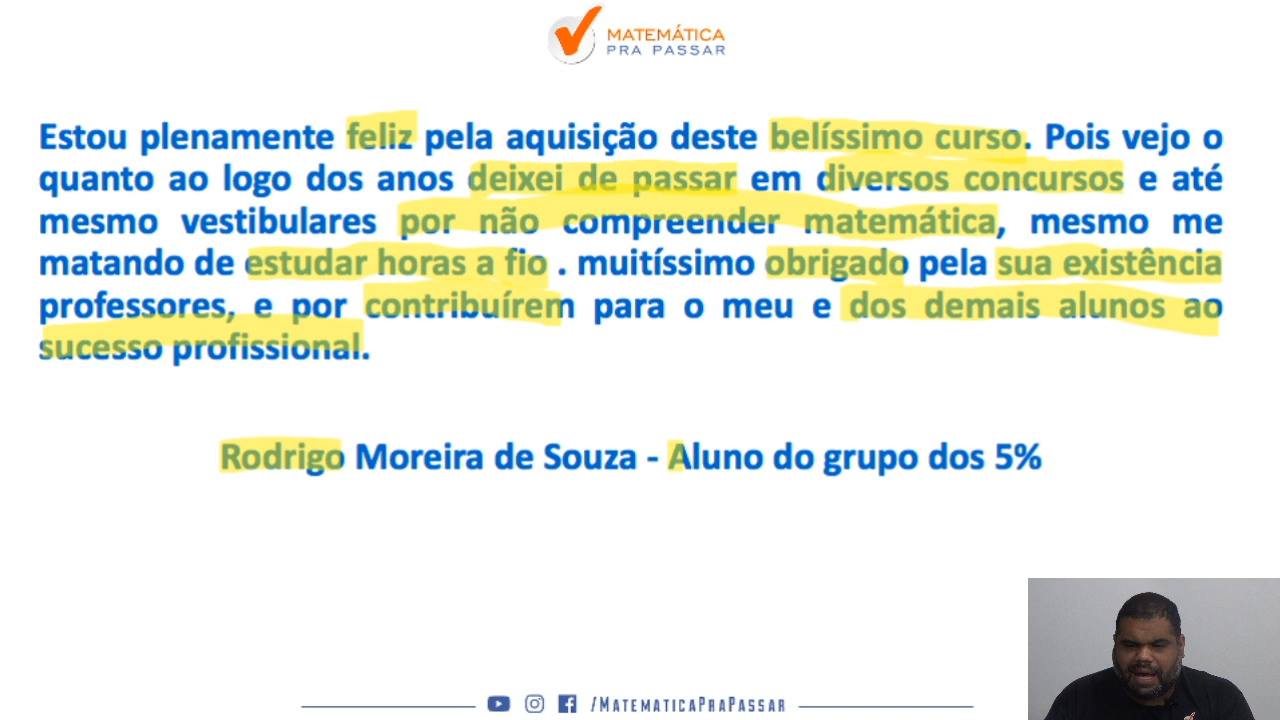 MATEMÁTICA
PRA PASSAR
Estou plenamente feliz pela aquisição deste belíssimo curso. Pois vejo o
quanto ao logo dos anos deixei de passar em diversos concursos e até
mesmo vestibulares por não compreender matemática, mesmo me
matando de estudar horas a fio . muitíssimo obrigado pela sua existência
professores, e por contribuírem para o meu e dos demais alunos ao
sucesso profissional.
Rodrigo Moreira de Souza - Aluno do grupo dos 5%
/MATEMATICAPRAPASSAR